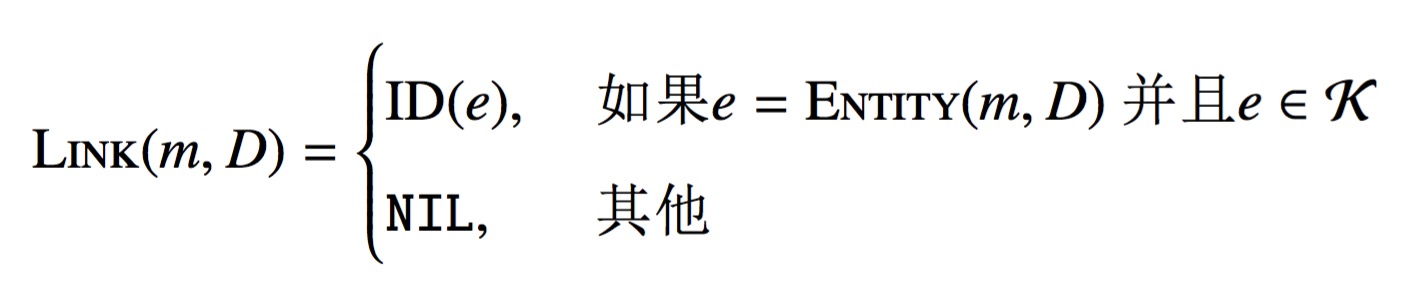 ID(e), 如果e = ENTITY(m, D) 并且e ∈ 𝒦
LINK(m, D) =
NIL, 其他